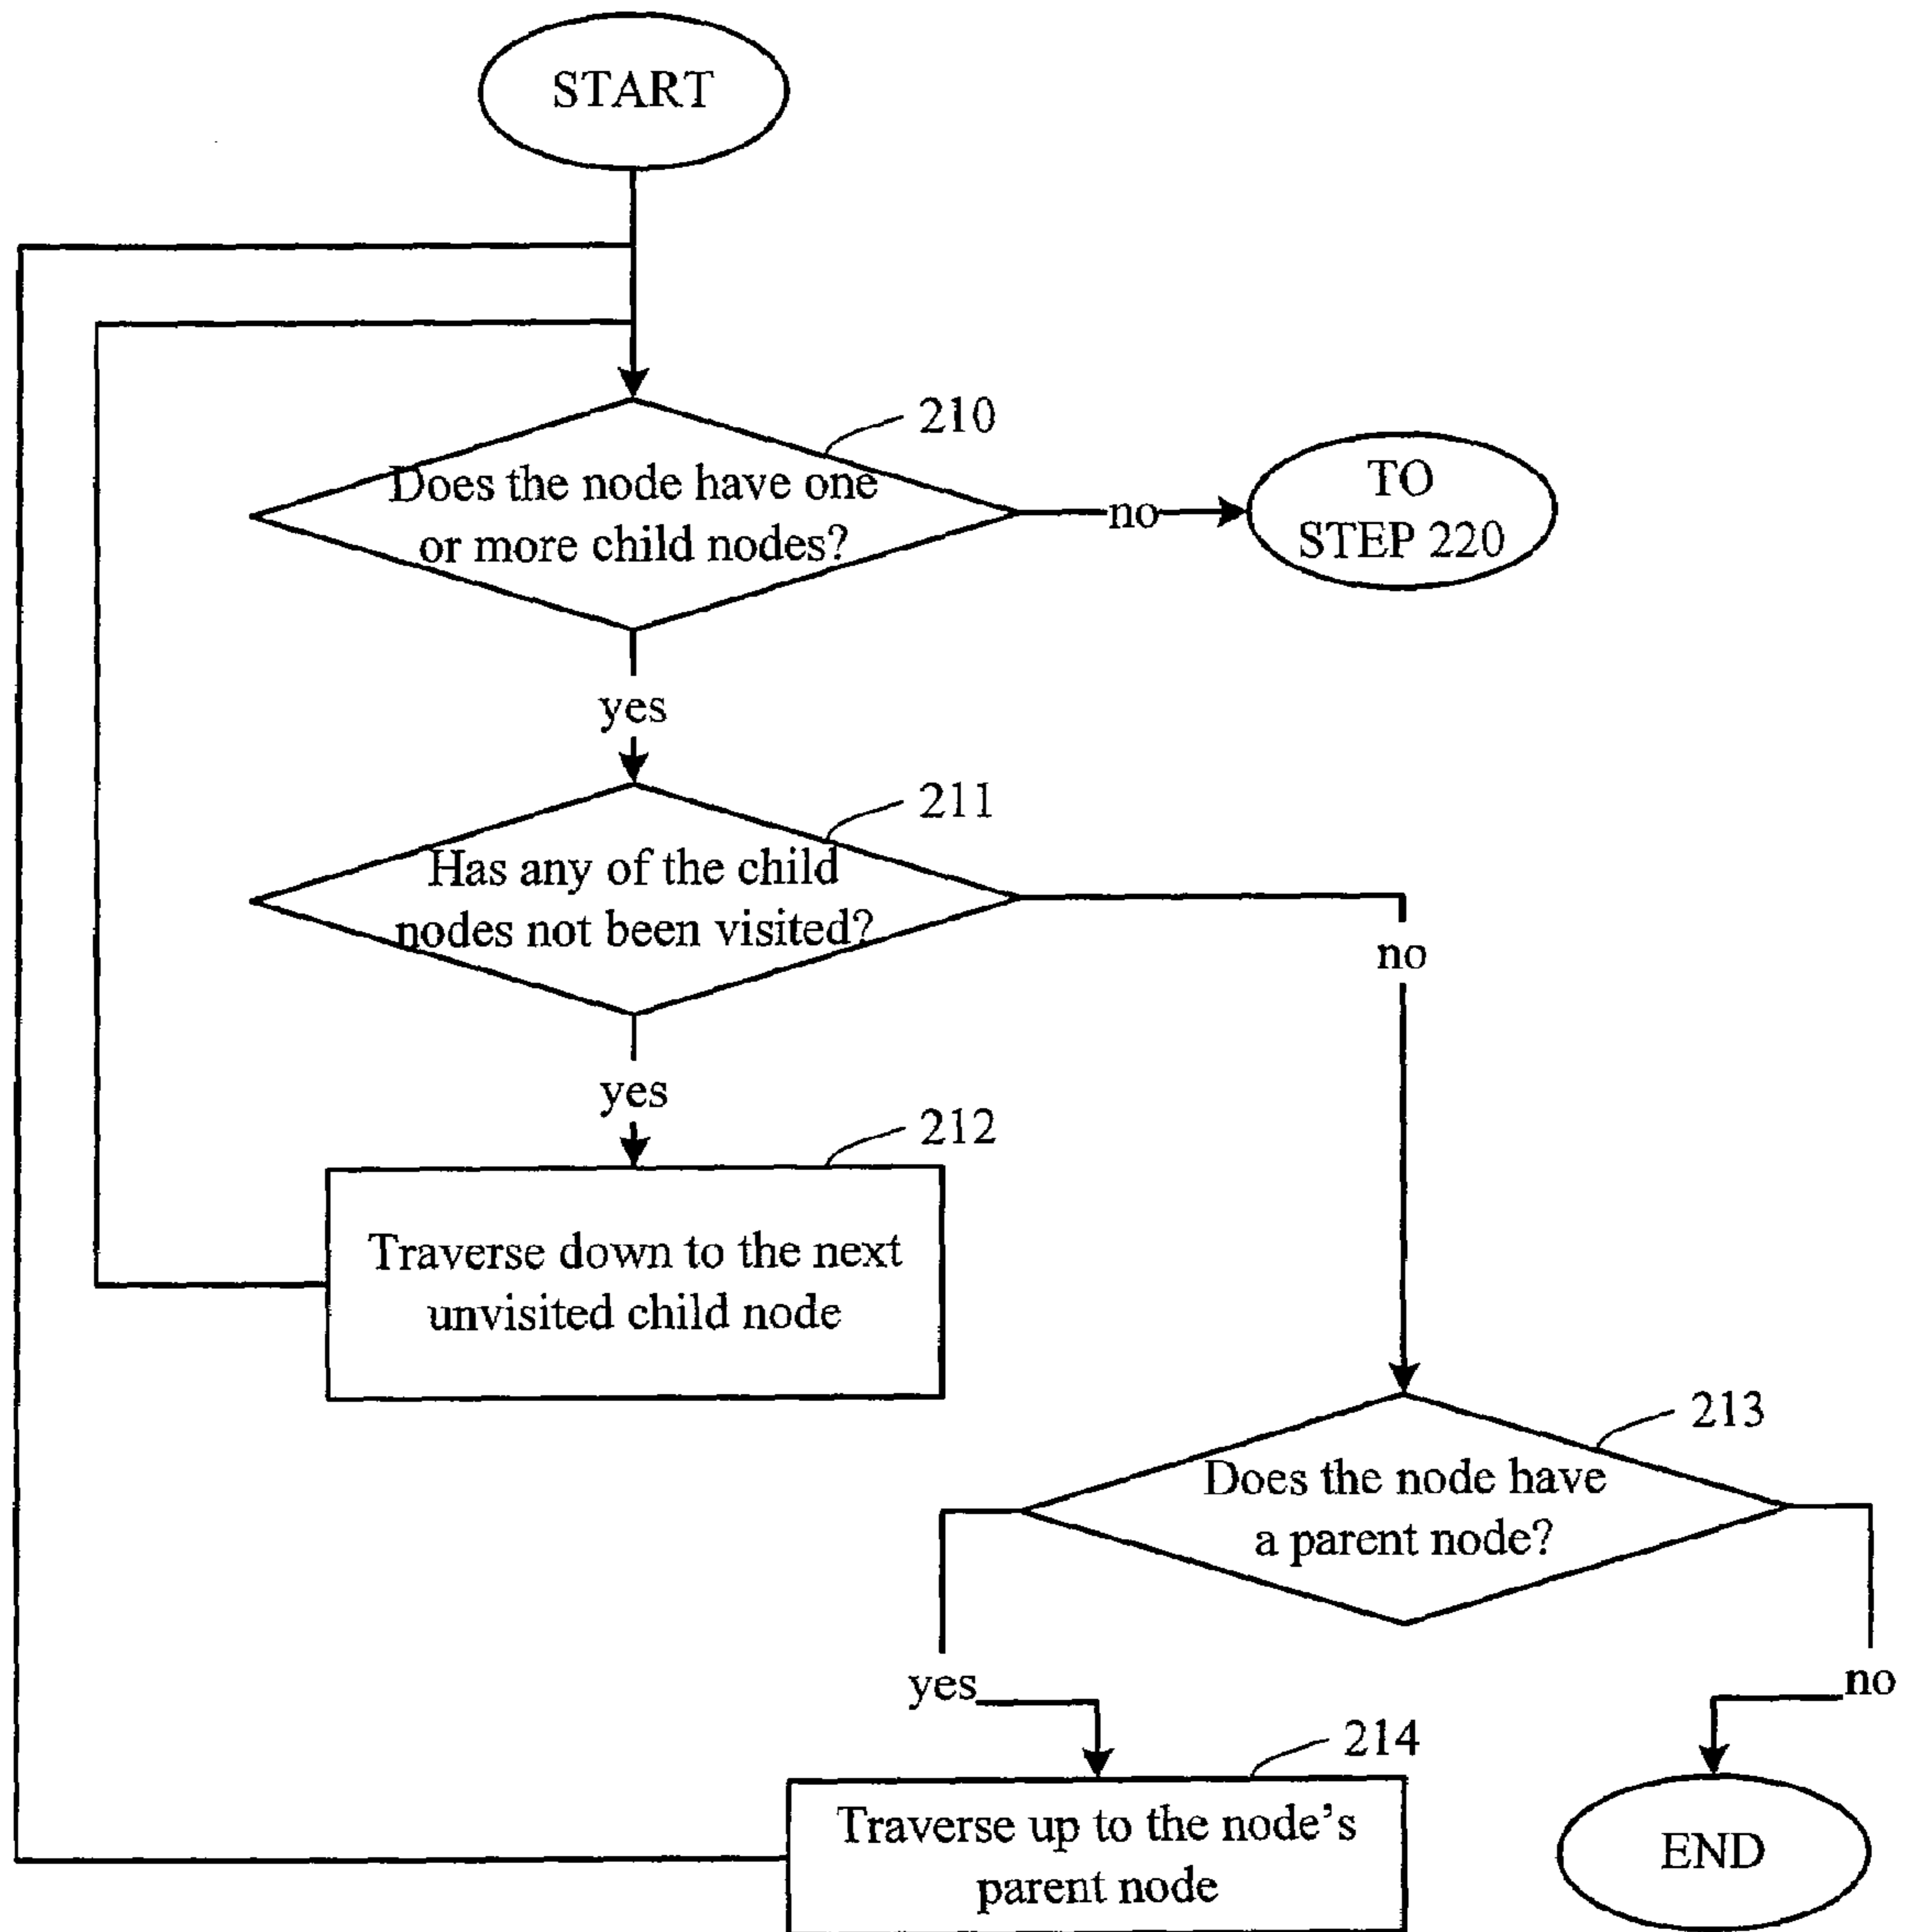 START
210
Does the node have one
or more child nodes?
no
TO
STEP 220
yes
211
Has any of the child
nodes not been visited?
no
yes
212
Traverse down to the next
unvisited child node
213
Does the node have
a parent node?
yes
no
214
Traverse up to the node's
parent node
END